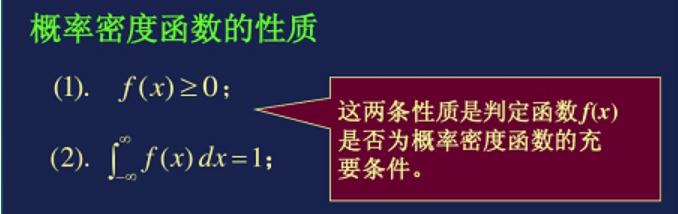 概率密度函数的性质
(1). f(x)≥0；
(2). ∫_{-∞}^{∞} f(x) dx=1；
这两条性质是判定函数f(x)
是否为概率密度函数的充
要条件。